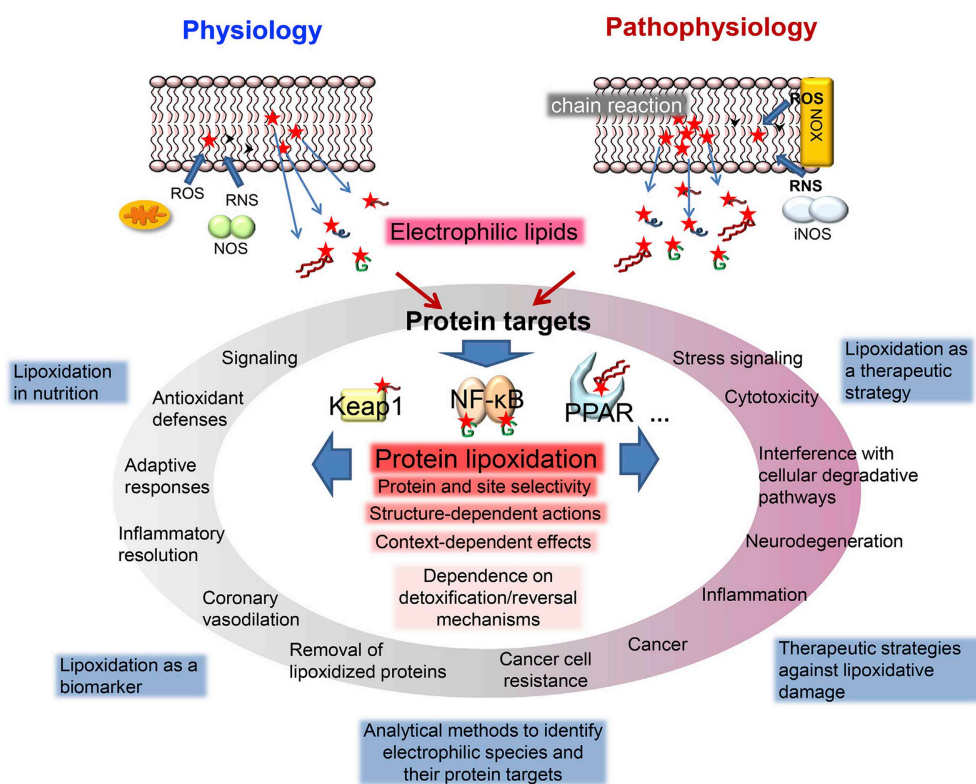 Physiology
Pathophysiology
chain reaction
ROS
NOX
ROS
RNS
NOS
RNS
iNOS
Electrophilic lipids
Protein targets
Signaling
Stress signaling
Lipoxidation
in nutrition
Lipoxidation as
a therapeutic
strategy
Antioxidant
defenses
Keap1
NF-κB
PPAR
...
G
G
G
G
G
Cytotoxicity
Adaptive
responses
Protein lipoxidation
Protein and site selectivity
Structure-dependent actions
Context-dependent effects
Dependence on
detoxification/reversal
mechanisms
Interference with
cellular degradative
pathways
Inflammatory
resolution
Neurodegeneration
Coronary
vasodilation
Inflammation
Removal of
lipoxidized proteins
Cancer cell
resistance
Cancer
Lipoxidation as a
biomarker
Therapeutic strategies
against lipoxidative
damage
Analytical methods to identify
electrophilic species and
their protein targets